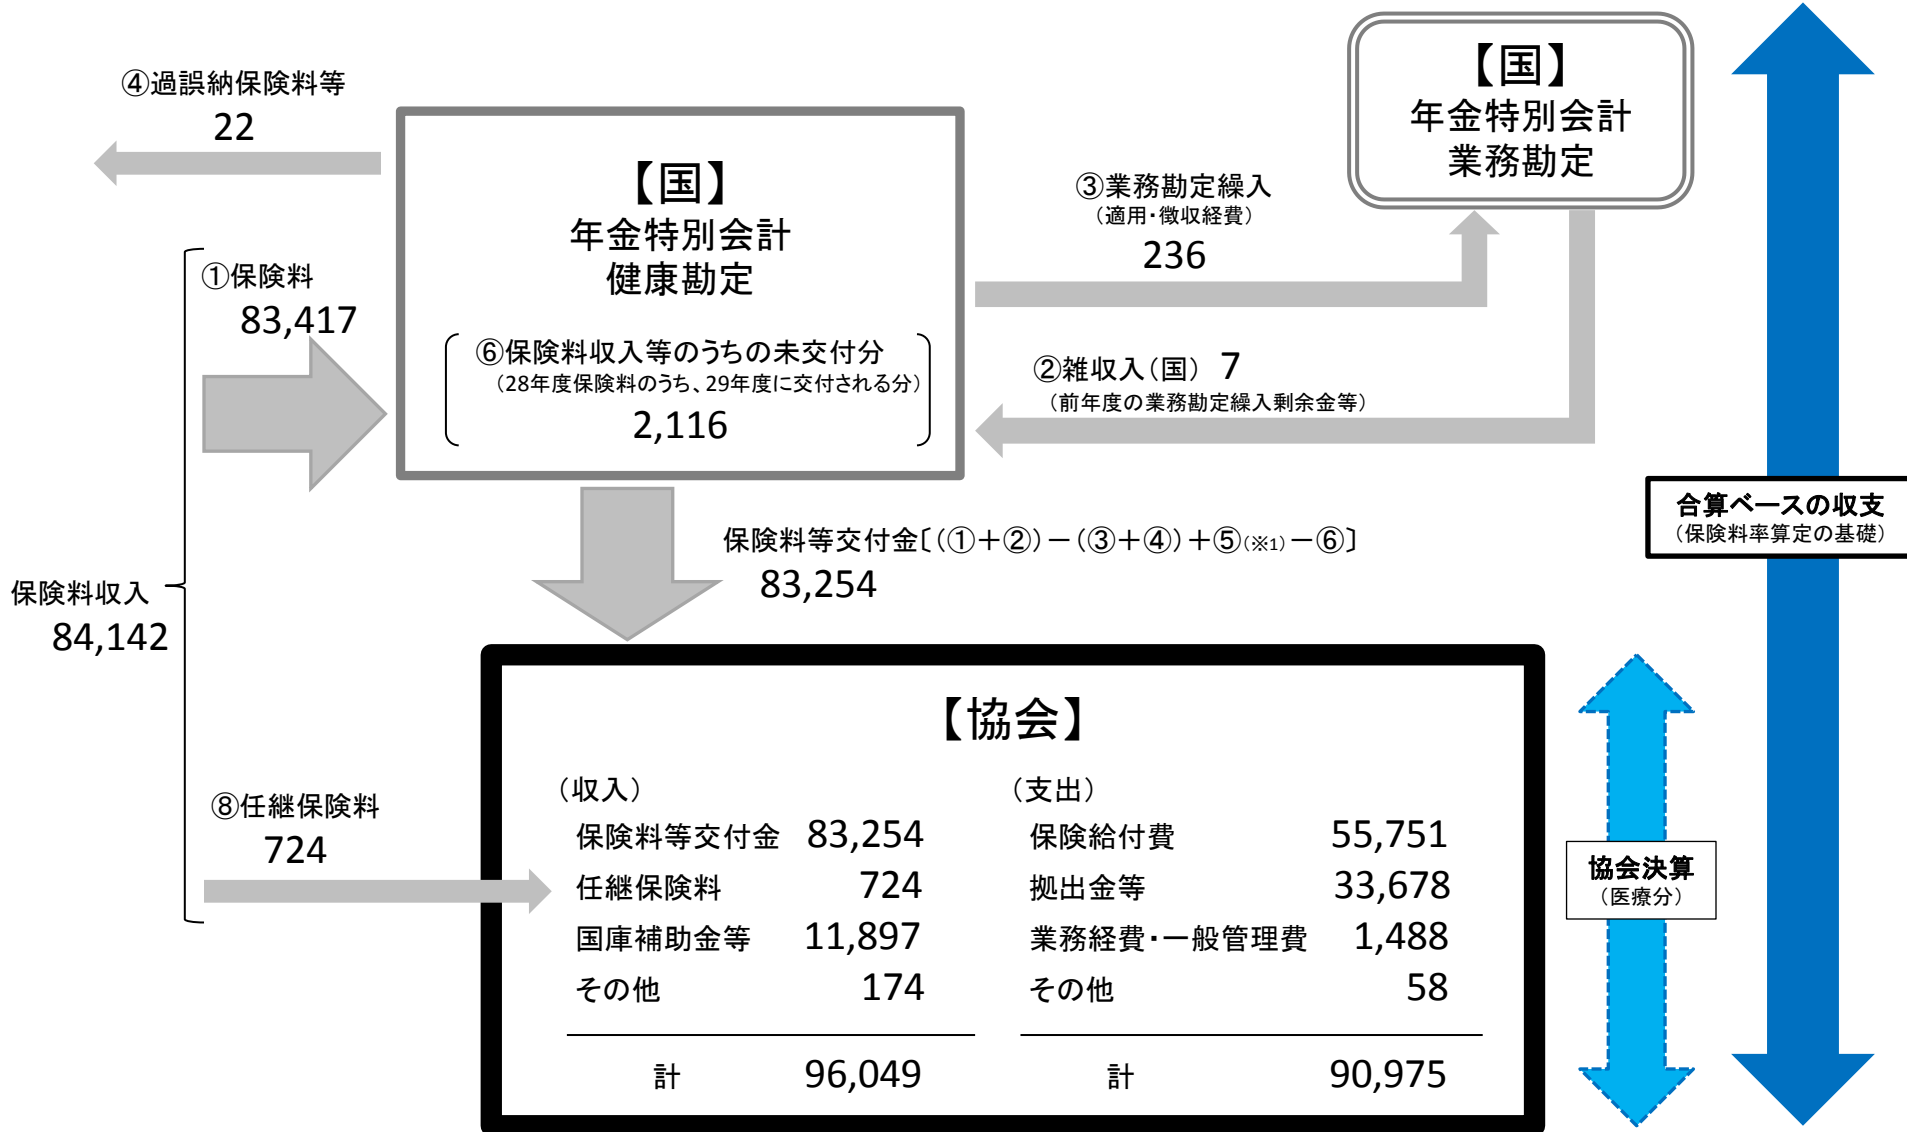 ④過誤納保険料等
22
【国】
年金特別会計
業務勘定
【国】
年金特別会計
健康勘定
⑥保険料収入等のうちの未交付分
（28年度保険料のうち、29年度に交付される分）
2,116
③業務勘定繰入
（適用・徴収経費）
236
①保険料
83,417
②雑収入（国） 7
（前年度の業務勘定繰入剰余金等）
合算ベースの収支
（保険料率算定の基礎）
保険料等交付金〔（①＋②）－（③＋④）＋⑤（※1）－⑥〕
83,254
保険料収入
84,142
【協会】
⑧任継保険料
724
（収入）
保険料等交付金 83,254
任継保険料 724
国庫補助金等 11,897
その他 174
計 96,049
（支出）
保険給付費 55,751
拠出金等 33,678
業務経費・一般管理費 1,488
その他 58
計 90,975
協会決算
（医療分）